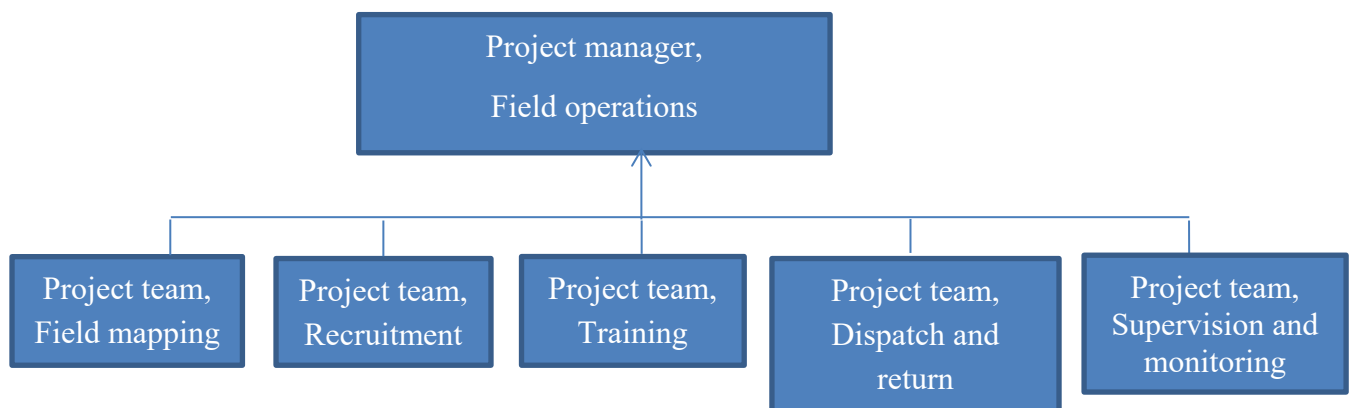 Project manager,
Field operations
Project team,
Field mapping
Project team,
Recruitment
Project team,
Training
Project team,
Dispatch and
return
Project team,
Supervision and
monitoring